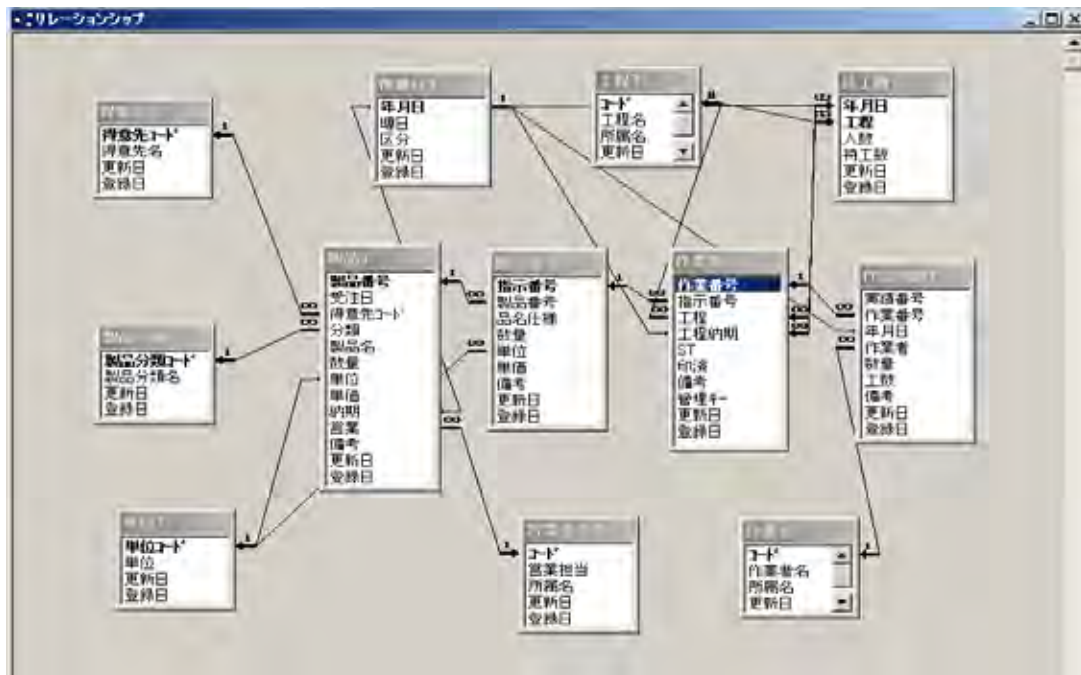 リレーションシップ
得意先コード
得意先名
更新日
登録日
年月日
曜日
区分
更新日
登録日
コード
工程名
所属名
更新日
年月日
工程
人数
持工数
更新日
登録日
製品番号
受注日
得意先コード
分類
製品名
数量
単位
単価
納期
営業
備考
更新日
登録日
指示番号
製品番号
品名仕様
数量
単位
単価
備考
更新日
登録日
作業番号
指示番号
工程
工程納期
ST
印済
備考
管理キー
更新日
登録日
実績番号
作業番号
年月日
作業者
数量
工数
備考
更新日
登録日
製品分類コード
製品分類名
更新日
登録日
単位コード
単位
更新日
登録日
コード
営業担当
所属名
更新日
登録日
コード
作業者名
所属名
更新日